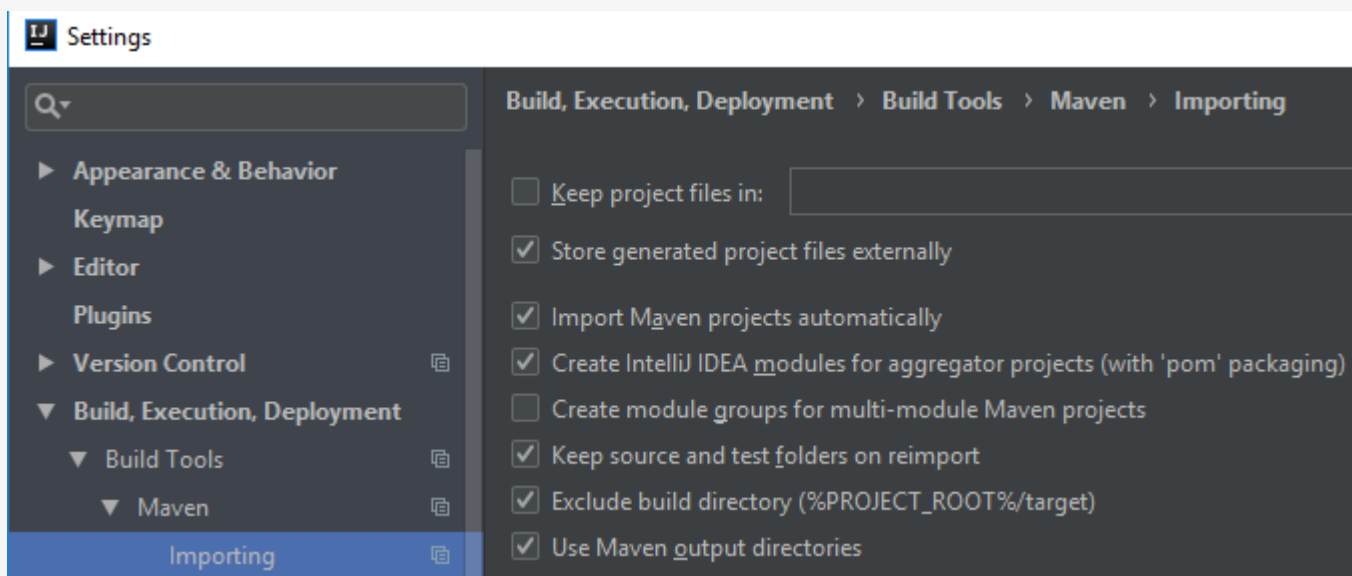 IJ Settings
Build, Execution, Deployment › Build Tools › Maven › Importing
Appearance & Behavior
Keymap
Editor
Plugins
Version Control
Build, Execution, Deployment
Build Tools
Maven
Importing
Keep project files in:
Store generated project files externally
Import Maven projects automatically
Create IntelliJ IDEA modules for aggregator projects (with 'pom' packaging)
Create module groups for multi-module Maven projects
Keep source and test folders on reimport
Exclude build directory (%PROJECT_ROOT%/target)
Use Maven output directories